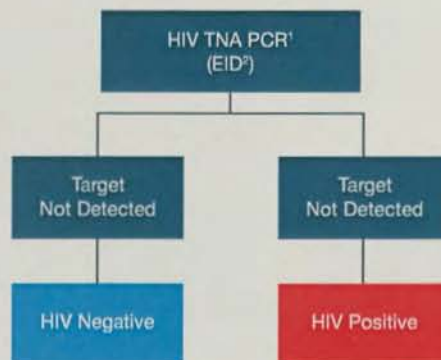 HIV TNA PCR¹
(EID²)
Target
Not Detected
Target
Not Detected
HIV Negative
HIV Positive